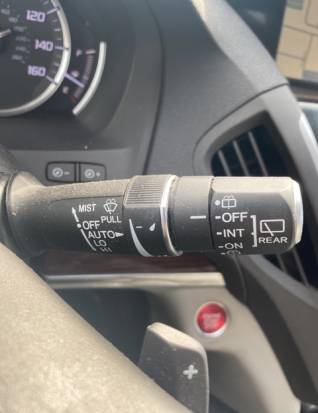 120
140
160
MIST
PULL
OFF
AUTO
LO
HI
OFF
INT
ON
REAR
+